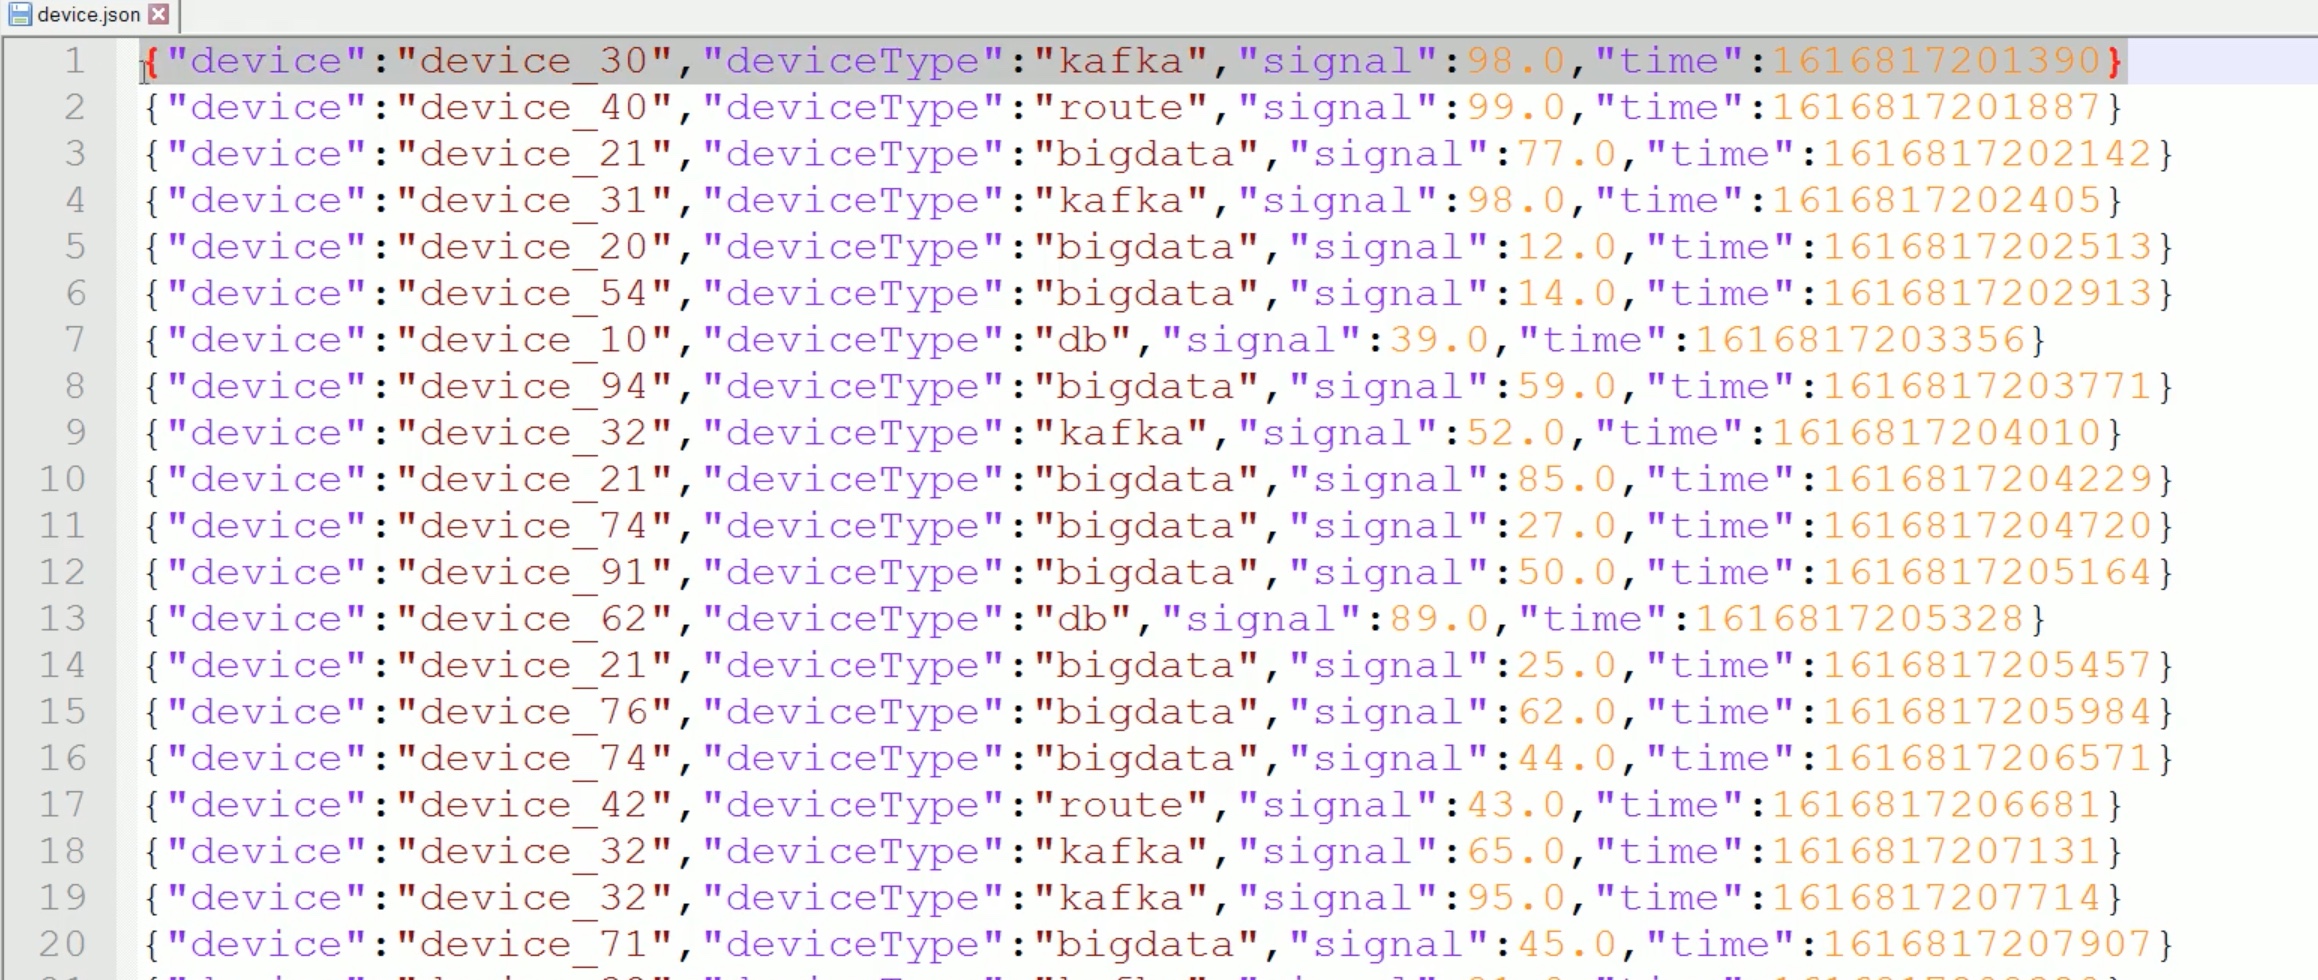 device.json
1 {"device":"device_30","deviceType":"kafka","signal":98.0,"time":1616817201390}
2 {"device":"device_40","deviceType":"route","signal":99.0,"time":1616817201887}
3 {"device":"device_21","deviceType":"bigdata","signal":77.0,"time":1616817202142}
4 {"device":"device_31","deviceType":"kafka","signal":98.0,"time":1616817202405}
5 {"device":"device_20","deviceType":"bigdata","signal":12.0,"time":1616817202513}
6 {"device":"device_54","deviceType":"bigdata","signal":14.0,"time":1616817202913}
7 {"device":"device_10","deviceType":"db","signal":39.0,"time":1616817203356}
8 {"device":"device_94","deviceType":"bigdata","signal":59.0,"time":1616817203771}
9 {"device":"device_32","deviceType":"kafka","signal":52.0,"time":1616817204010}
10 {"device":"device_21","deviceType":"bigdata","signal":85.0,"time":1616817204229}
11 {"device":"device_74","deviceType":"bigdata","signal":27.0,"time":1616817204720}
12 {"device":"device_91","deviceType":"bigdata","signal":50.0,"time":1616817205164}
13 {"device":"device_62","deviceType":"db","signal":89.0,"time":1616817205328}
14 {"device":"device_21","deviceType":"bigdata","signal":25.0,"time":1616817205457}
15 {"device":"device_76","deviceType":"bigdata","signal":62.0,"time":1616817205984}
16 {"device":"device_74","deviceType":"bigdata","signal":44.0,"time":1616817206571}
17 {"device":"device_42","deviceType":"route","signal":43.0,"time":1616817206681}
18 {"device":"device_32","deviceType":"kafka","signal":65.0,"time":1616817207131}
19 {"device":"device_32","deviceType":"kafka","signal":95.0,"time":1616817207714}
20 {"device":"device_71","deviceType":"bigdata","signal":45.0,"time":1616817207907}